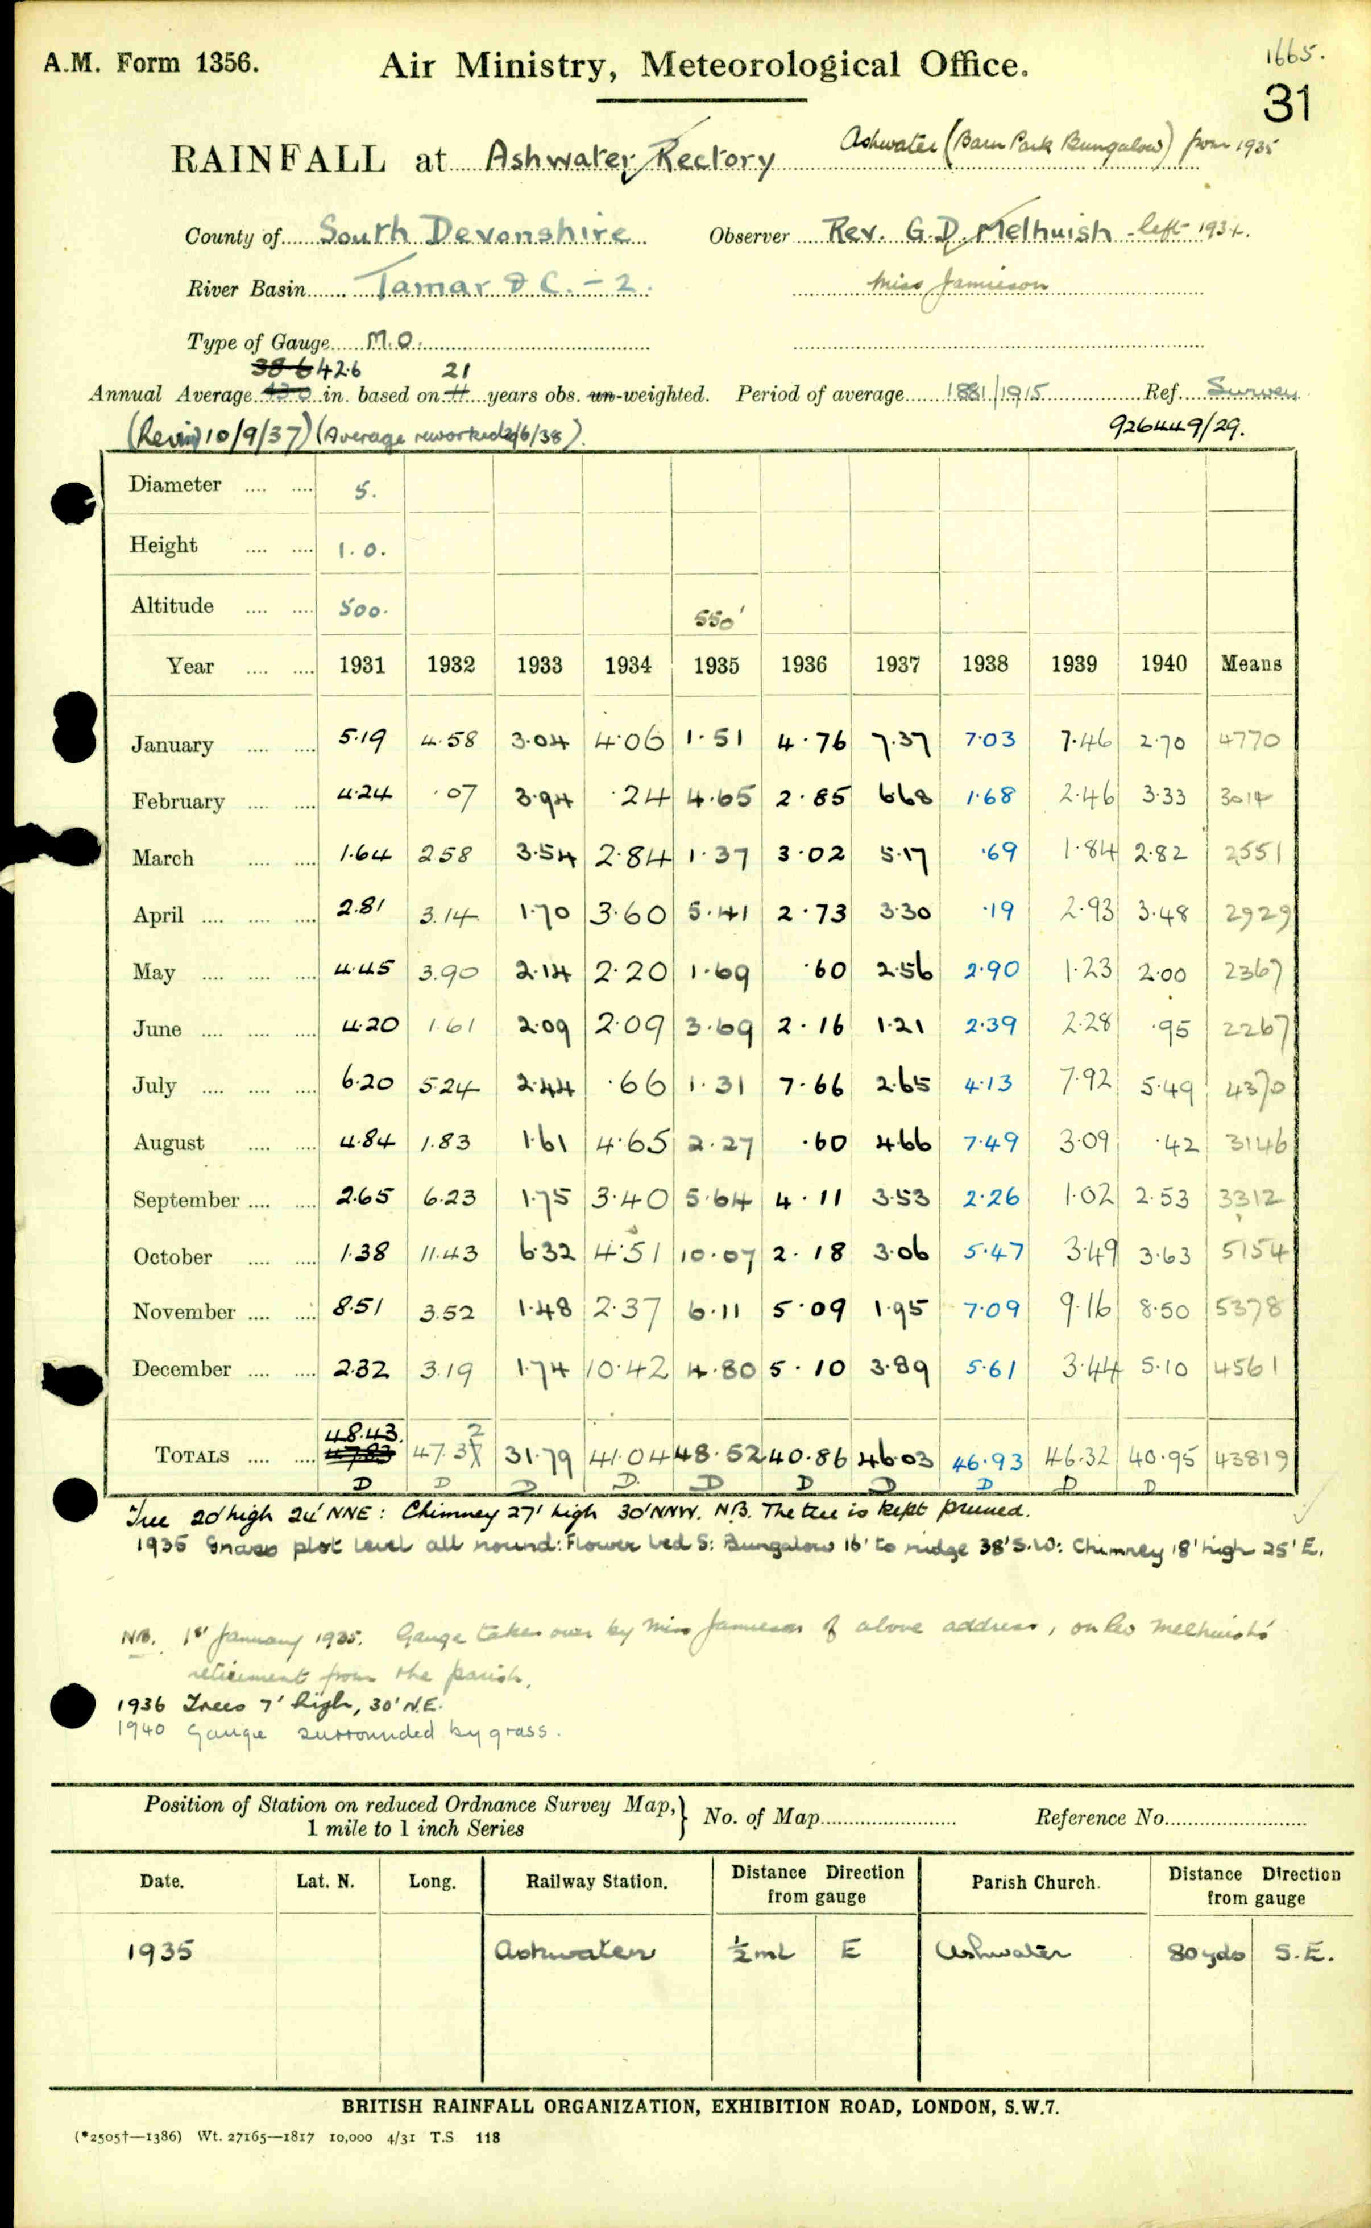 1665.
A.M. Form 1356. Air Ministry, Meteorological Office.
31
RAINFALL at Ashwater Rectory Ashwater (Barn Park Bungalow) from 1935
County of South Devonshire Observer Rev. G.D. Melhuish left 1934.
River Basin Tamar & C. - 2. Miss Jamieson
Type of Gauge M.O.
38.6 42.6 21
Annual Average 43.0 in. based on 11 years obs. un-weighted. Period of average 1881/1915 Ref. Survey
(Revised 10/9/37) (Average reworked 2/6/38). 926449/29.
Diameter 5.
Height 1.0.
Altitude 500. 550'
Year 1931 1932 1933 1934 1935 1936 1937 1938 1939 1940 Means
January 5.19 4.58 3.04 4.06 1.51 4.76 7.37 7.03 7.46 2.70 4770
February 4.24 .07 3.94 .24 4.65 2.85 6.68 1.68 2.46 3.33 3014
March 1.64 2.58 3.54 2.84 1.37 3.02 5.17 .69 1.84 2.82 2551
April 2.81 3.14 1.70 3.60 5.41 2.73 3.30 .19 2.93 3.48 2929
May 4.45 3.90 2.14 2.20 1.69 .60 2.56 2.90 1.23 2.00 2367
June 4.20 1.61 2.09 2.09 3.69 2.16 1.21 2.39 2.28 .95 2267
July 6.20 5.24 2.44 .66 1.31 7.66 2.65 4.13 7.92 5.49 4370
August 4.84 1.83 1.61 4.65 2.27 .60 4.66 7.49 3.09 .42 3146
September 2.65 6.23 1.75 3.40 5.64 4.11 3.53 2.26 1.02 2.53 3312
October 1.38 11.43 6.32 4.51 10.07 2.18 3.06 5.47 3.49 3.63 5154
November 8.51 3.52 1.48 2.37 6.11 5.09 1.95 7.09 9.16 8.50 5378
December 2.32 3.19 1.74 10.42 4.80 5.10 3.89 5.61 3.44 5.10 4561
48.43. 2
TOTALS 47.83 47.31 31.79 41.04 48.52 40.86 46.03 46.93 46.32 40.95 43819
D D D D D D D D D D
Tree 20' high 24' NNE: Chimney 27' high 30' NNW. N.B. The tree is kept pruned.
1935 Grass plot level all round: Flower bed S: Bungalow 16' to ridge 38' S.W: Chimney 18' high 25' E.
NB. 1st January 1935. Gauge taken over by Miss Jamieson of above address, on Rev Melhuish's
retirement from the parish.
1936 Trees 7' high, 30' N.E.
1940 Gauge surrounded by grass.
Position of Station on reduced Ordnance Survey Map,} No. of Map Reference No.
1 mile to 1 inch Series
Date. Lat. N. Long. Railway Station. Distance Direction from gauge Parish Church. Distance Direction from gauge
1935 Ashwater ½ ml E Ashwater 80 yds S.E.
BRITISH RAINFALL ORGANIZATION, EXHIBITION ROAD, LONDON, S.W.7.
(*2505†—1386) Wt. 27165—1817 10,000 4/31 T.S. 118